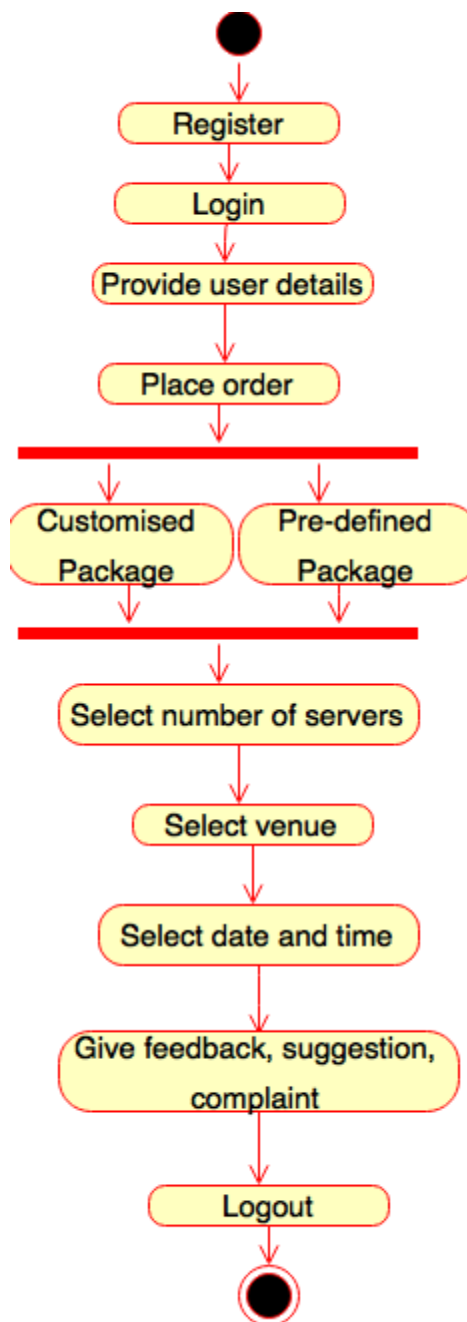 Register
Login
Provide user details
Place order
Customised
Package
Pre-defined
Package
Select number of servers
Select venue
Select date and time
Give feedback, suggestion,
complaint
Logout